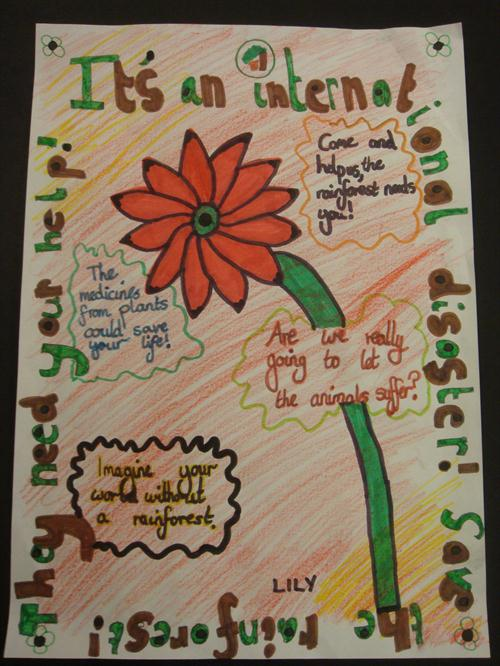 It's an internat
ional disaster! Save
the rainforest!
They need your help!
Come and
help us, the
rainforest needs
you!
The
medicines
from plants
could save
your life!
Are we really
going to let
the animals suffer?
Imagine your
world without
a rainforest.
LILY